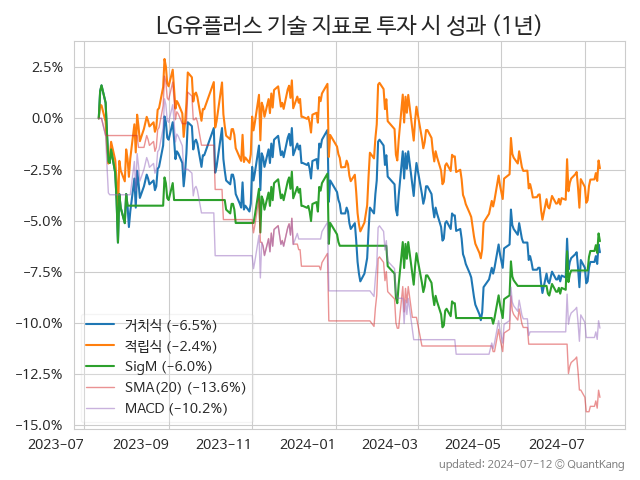 LG유플러스 기술 지표로 투자 시 성과 (1년)
2.5%
0.0%
−2.5%
−5.0%
−7.5%
−10.0%
−12.5%
−15.0%
거치식 (−6.5%)
적립식 (−2.4%)
SigM (−6.0%)
SMA(20) (−13.6%)
MACD (−10.2%)
2023-07 2023-09 2023-11 2024-01 2024-03 2024-05 2024-07
updated: 2024-07-12 © QuantKang